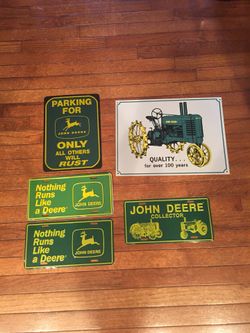 PARKING FOR
JOHN DEERE
ONLY
ALL OTHERS
WILL
RUST
QUALITY...
for over 100 years
Nothing
Runs
Like
a Deere®
JOHN DEERE
JOHN DEERE
COLLECTOR
Nothing
Runs
Like
a Deere®
JOHN DEERE